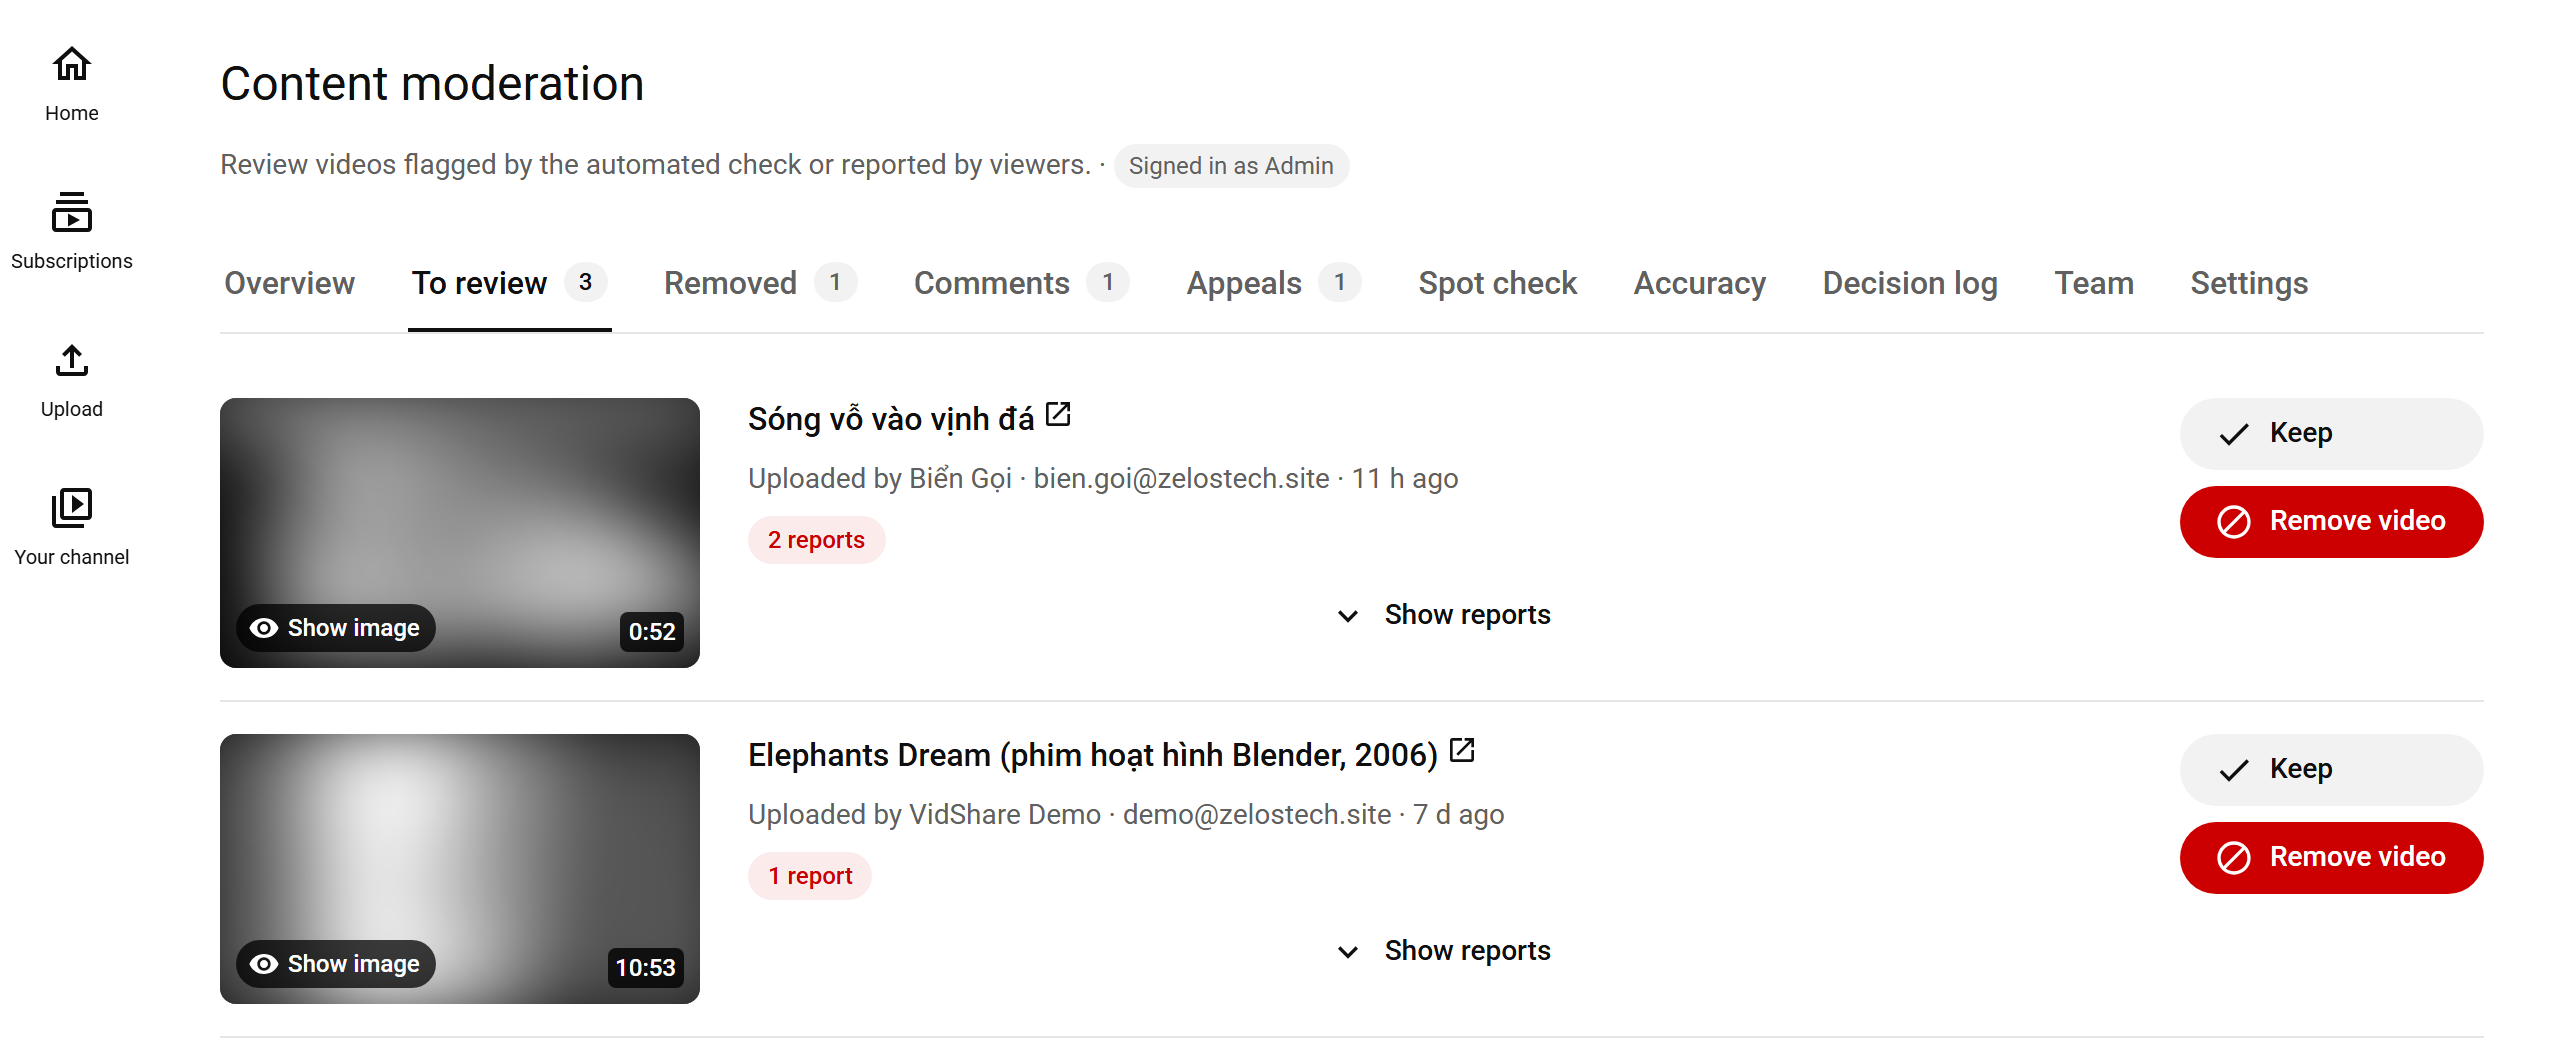 Home
Subscriptions
Upload
Your channel
Content moderation
Review videos flagged by the automated check or reported by viewers. · Signed in as Admin
Overview To review 3 Removed 1 Comments 1 Appeals 1 Spot check Accuracy Decision log Team Settings
Sóng vỗ vào vịnh đá
Uploaded by Biển Gọi · bien.goi@zelostech.site · 11 h ago
2 reports
Show reports
Show image 0:52
Keep
Remove video
Elephants Dream (phim hoạt hình Blender, 2006)
Uploaded by VidShare Demo · demo@zelostech.site · 7 d ago
1 report
Show reports
Show image 10:53
Keep
Remove video